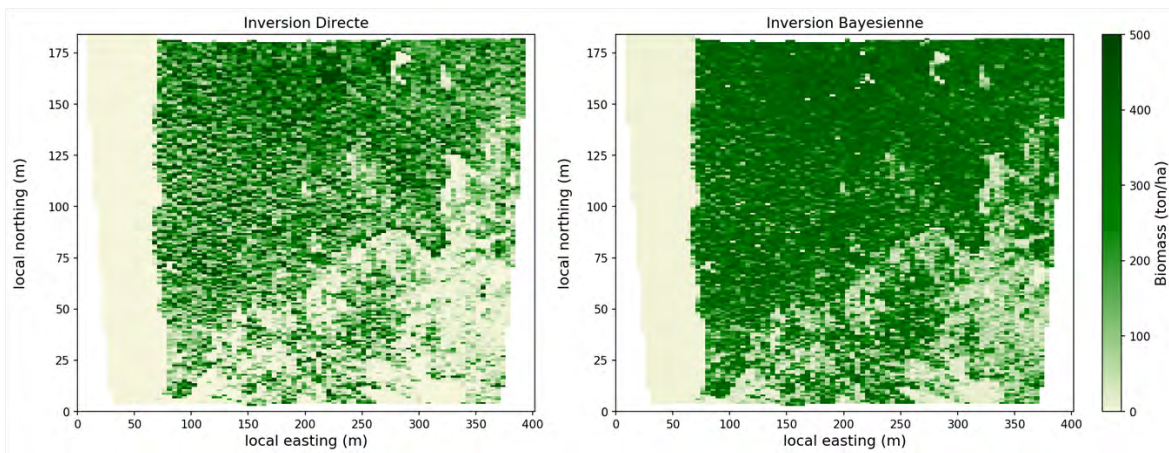 Inversion Directe
175
150
125
100
75
50
25
0
local northing (m)
0 50 100 150 200 250 300 350 400
local easting (m)
Inversion Bayesienne
175
150
125
100
75
50
25
0
local northing (m)
0 50 100 150 200 250 300 350 400
local easting (m)
500
400
300
200
100
0
Biomass (ton/ha)